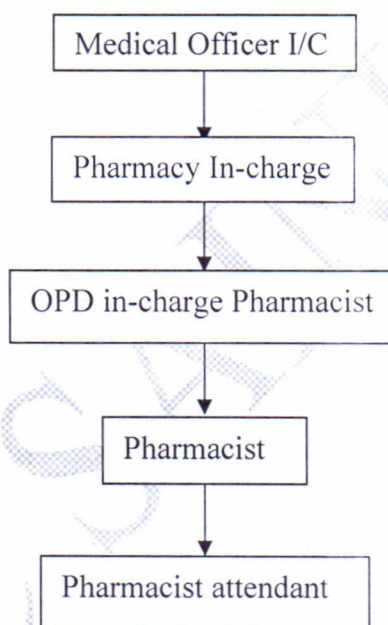 Medical Officer I/C
Pharmacy In-charge
OPD in-charge Pharmacist
Pharmacist
Pharmacist attendant